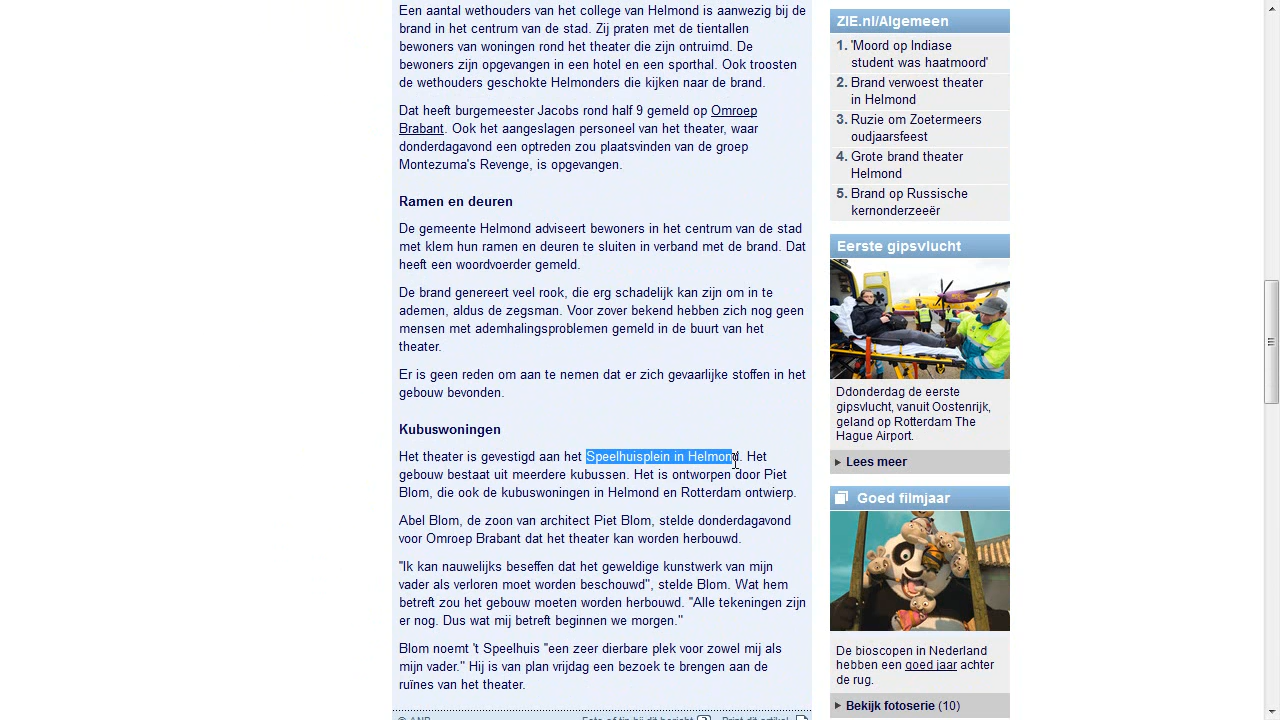 Een aantal wethouders van het college van Helmond is aanwezig bij de
brand in het centrum van de stad. Zij praten met de tientallen
bewoners van woningen rond het theater die zijn ontruimd. De
bewoners zijn opgevangen in een hotel en een sporthal. Ook troosten
de wethouders geschokte Helmonders die kijken naar de brand.
Dat heeft burgemeester Jacobs rond half 9 gemeld op Omroep
Brabant. Ook het aangeslagen personeel van het theater, waar
donderdagavond een optreden zou plaatsvinden van de groep
Montezuma's Revenge, is opgevangen.
Ramen en deuren
De gemeente Helmond adviseert bewoners in het centrum van de stad
met klem hun ramen en deuren te sluiten in verband met de brand. Dat
heeft een woordvoerder gemeld.
De brand genereert veel rook, die erg schadelijk kan zijn om in te
ademen, aldus de zegsman. Voor zover bekend hebben zich nog geen
mensen met ademhalingsproblemen gemeld in de buurt van het
theater.
Er is geen reden om aan te nemen dat er zich gevaarlijke stoffen in het
gebouw bevonden.
Kubuswoningen
Het theater is gevestigd aan het Speelhuisplein in Helmond. Het
gebouw bestaat uit meerdere kubussen. Het is ontworpen door Piet
Blom, die ook de kubuswoningen in Helmond en Rotterdam ontwierp.
Abel Blom, de zoon van architect Piet Blom, stelde donderdagavond
voor Omroep Brabant dat het theater kan worden herbouwd.
"Ik kan nauwelijks beseffen dat het geweldige kunstwerk van mijn
vader als verloren moet worden beschouwd", stelde Blom. Wat hem
betreft zou het gebouw moeten worden herbouwd. "Alle tekeningen zijn
er nog. Dus wat mij betreft beginnen we morgen."
Blom noemt 't Speelhuis "een zeer dierbare plek voor zowel mij als
mijn vader." Hij is van plan vrijdag een bezoek te brengen aan de
ruïnes van het theater.
© ANP Foto of tip bij dit bericht ? Print dit artikel
ZIE.nl/Algemeen
1. 'Moord op Indiase
student was haatmoord'
2. Brand verwoest theater
in Helmond
3. Ruzie om Zoetermeers
oudjaarsfeest
4. Grote brand theater
Helmond
5. Brand op Russische
kernonderzeeër
Eerste gipsvlucht
Ddonderdag de eerste
gipsvlucht, vanuit Oostenrijk,
geland op Rotterdam The
Hague Airport.
Lees meer
Goed filmjaar
De bioscopen in Nederland
hebben een goed jaar achter
de rug.
Bekijk fotoserie (10)